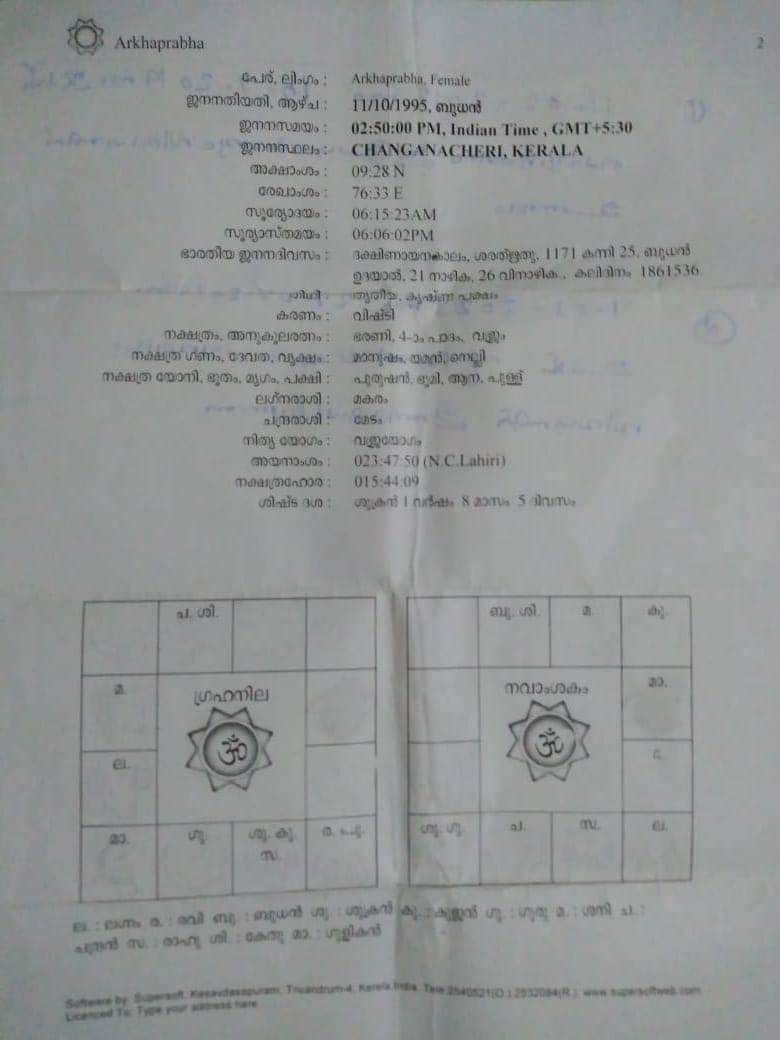 Arkhaprabha
2
പേര്, ലിംഗം : Arkhaprabha, Female
ജനനതിയതി, ആഴ്ച : 11/10/1995, ബുധൻ
ജനനസമയം : 02:50:00 PM, Indian Time , GMT+5:30
ജനനസ്ഥലം : CHANGANACHERI, KERALA
അക്ഷാംശം : 09:28 N
രേഖാംശം : 76:33 E
സൂര്യോദയം : 06:15:23AM
സൂര്യാസ്തമയം : 06:06:02PM
ഭാരതീയ ജനനദിവസം : ദക്ഷിണായനകാലം, ശരത്ഋതു, 1171 കന്നി 25, ബുധൻ
ഉദയാൽ, 21 നാഴിക, 26 വിനാഴിക., കലിദിനം 1861536
തിഥി : തൃതീയ, കൃഷ്ണ പക്ഷം
കരണം : വിഷ്ടി
നക്ഷത്രം, അനുകൂലരത്നം : ഭരണി, 4-ാം പാദം, വജ്രം
നക്ഷത്ര ഗണം, ദേവത, വൃക്ഷം : മാനുഷം, യമൻ, നെല്ലി
നക്ഷത്ര യോനി, ഭൂതം, മൃഗം, പക്ഷി : പുരുഷൻ, ഭൂമി, ആന, പുള്ള്
ലഗ്നരാശി : മകരം
ചന്ദ്രരാശി : മേടം
നിത്യ യോഗം : വജ്രയോഗം
അയനാംശം : 023:47:50 (N.C.Lahiri)
നക്ഷത്രഹോര : 015:44:09
ശിഷ്ട ദശ : ശുക്രൻ 1 വർഷം 8 മാസം 5 ദിവസം
ച. ശി.
മ.
ഗ്രഹനില
ല.
മാ. ഗു. ശു. കു. ര. ബു.
സ.
ബു. ശി. മ. കു.
നവാംശകം മാ.
ര.
ശു. ഗു. ച. സ. ല.
ല. : ലഗ്നം ര. : രവി ബു. : ബുധൻ ശു. : ശുക്രൻ കു. : കുജൻ ഗു. : ഗുരു മ. : ശനി ച. :
ചന്ദ്രൻ സ. : രാഹു ശി. : കേതു മാ. : ഗുളികൻ
Software by: Supersoft, Kesavdasapuram, Trivandrum-4, Kerela,India. Tele:2540521(O.) 2532084(R.) www.supersoftweb.com
Licenced To: Type your address here